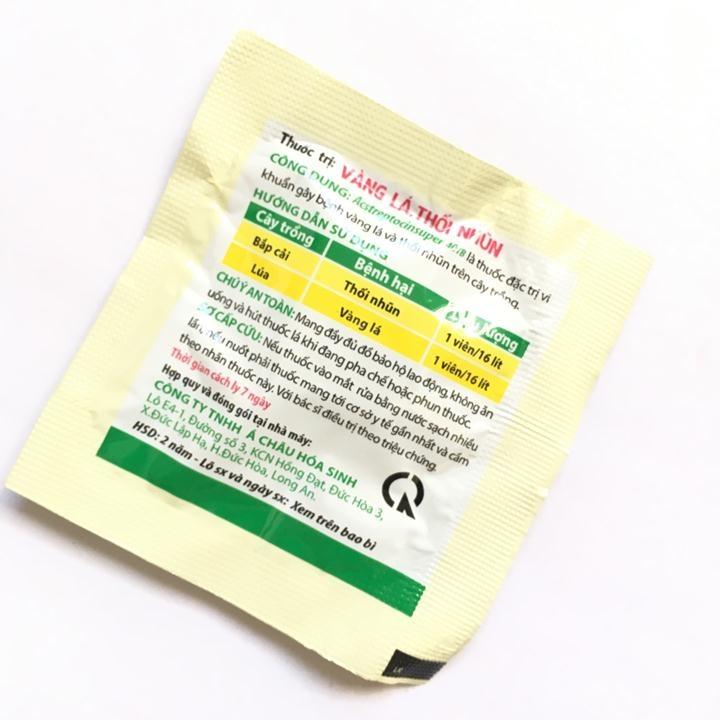 Thuốc trị: VÀNG LÁ, THỐI NHŨN
CÔNG DỤNG: Acstreptocinsuper 40TB là thuốc đặc trị vi
khuẩn gây bệnh vàng lá và thối nhũn trên cây trồng.
HƯỚNG DẪN SỬ DỤNG
Cây trồng Bệnh hại lượng
Bắp cải Thối nhũn 1 viên/16 lít
Lúa Vàng lá 1 viên/16 lít
CHÚ Ý AN TOÀN: Mang đầy đủ đồ bảo hộ lao động, không ăn
uống và hút thuốc lá khi đang pha chế hoặc phun thuốc.
SƠ CẤP CỨU: Nếu thuốc vào mắt rửa bằng nước sạch nhiều
lần, nếu nuốt phải thuốc mang tới cơ sở y tế gần nhất và cầm
theo nhãn thuốc này. Với bác sĩ điều trị theo triệu chứng.
Thời gian cách ly 7 ngày
Hợp quy và đóng gói tại nhà máy:
CÔNG TY TNHH Á CHÂU HÓA SINH
Lô E4-1, Đường số 3, KCN Hồng Đạt, Đức Hòa 3,
X.Đức Lập Hạ, H.Đức Hòa, Long An.
HSD: 2 năm - Lô sx và ngày sx: Xem trên bao bì